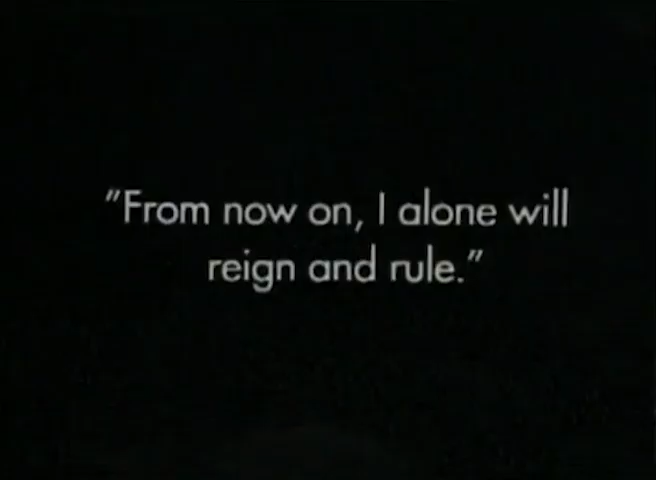 "From now on, I alone will
reign and rule."